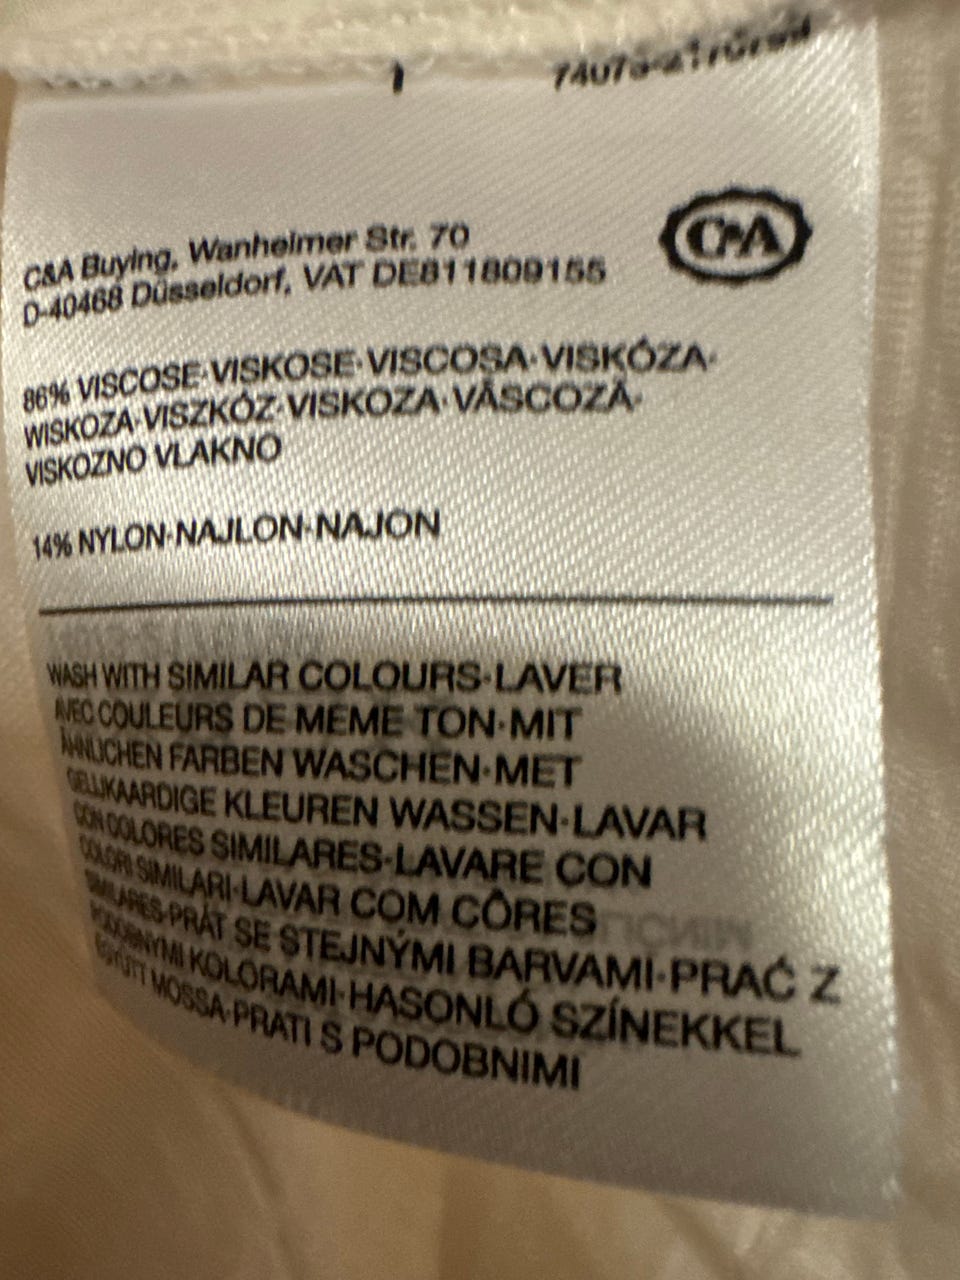 C&A
C&A Buying, Wanheimer Str. 70
D-40468 Düsseldorf, VAT DE811809155
86% VISCOSE·VISKOSE·VISCOSA·VISKÓZA·
WISKOZA·VISZKÓZ·VISKOZA·VÂSCOZÃ·
VISKOZNO VLAKNO
14% NYLON·NAJLON·NAJON
WASH WITH SIMILAR COLOURS·LAVER
AVEC COULEURS DE MEME TON·MIT
ÄHNLICHEN FARBEN WASCHEN·MET
GELIJKAARDIGE KLEUREN WASSEN·LAVAR
CON COLORES SIMILARES·LAVARE CON
COLORI SIMILARI·LAVAR COM CÔRES
SIMILARES·PRÁT SE STEJNÝMI BARVAMI·PRAĆ Z
PODOBNYMI KOLORAMI·HASONLÓ SZÍNEKKEL
EGYÜTT MOSSA·PRATI S PODOBNIMI